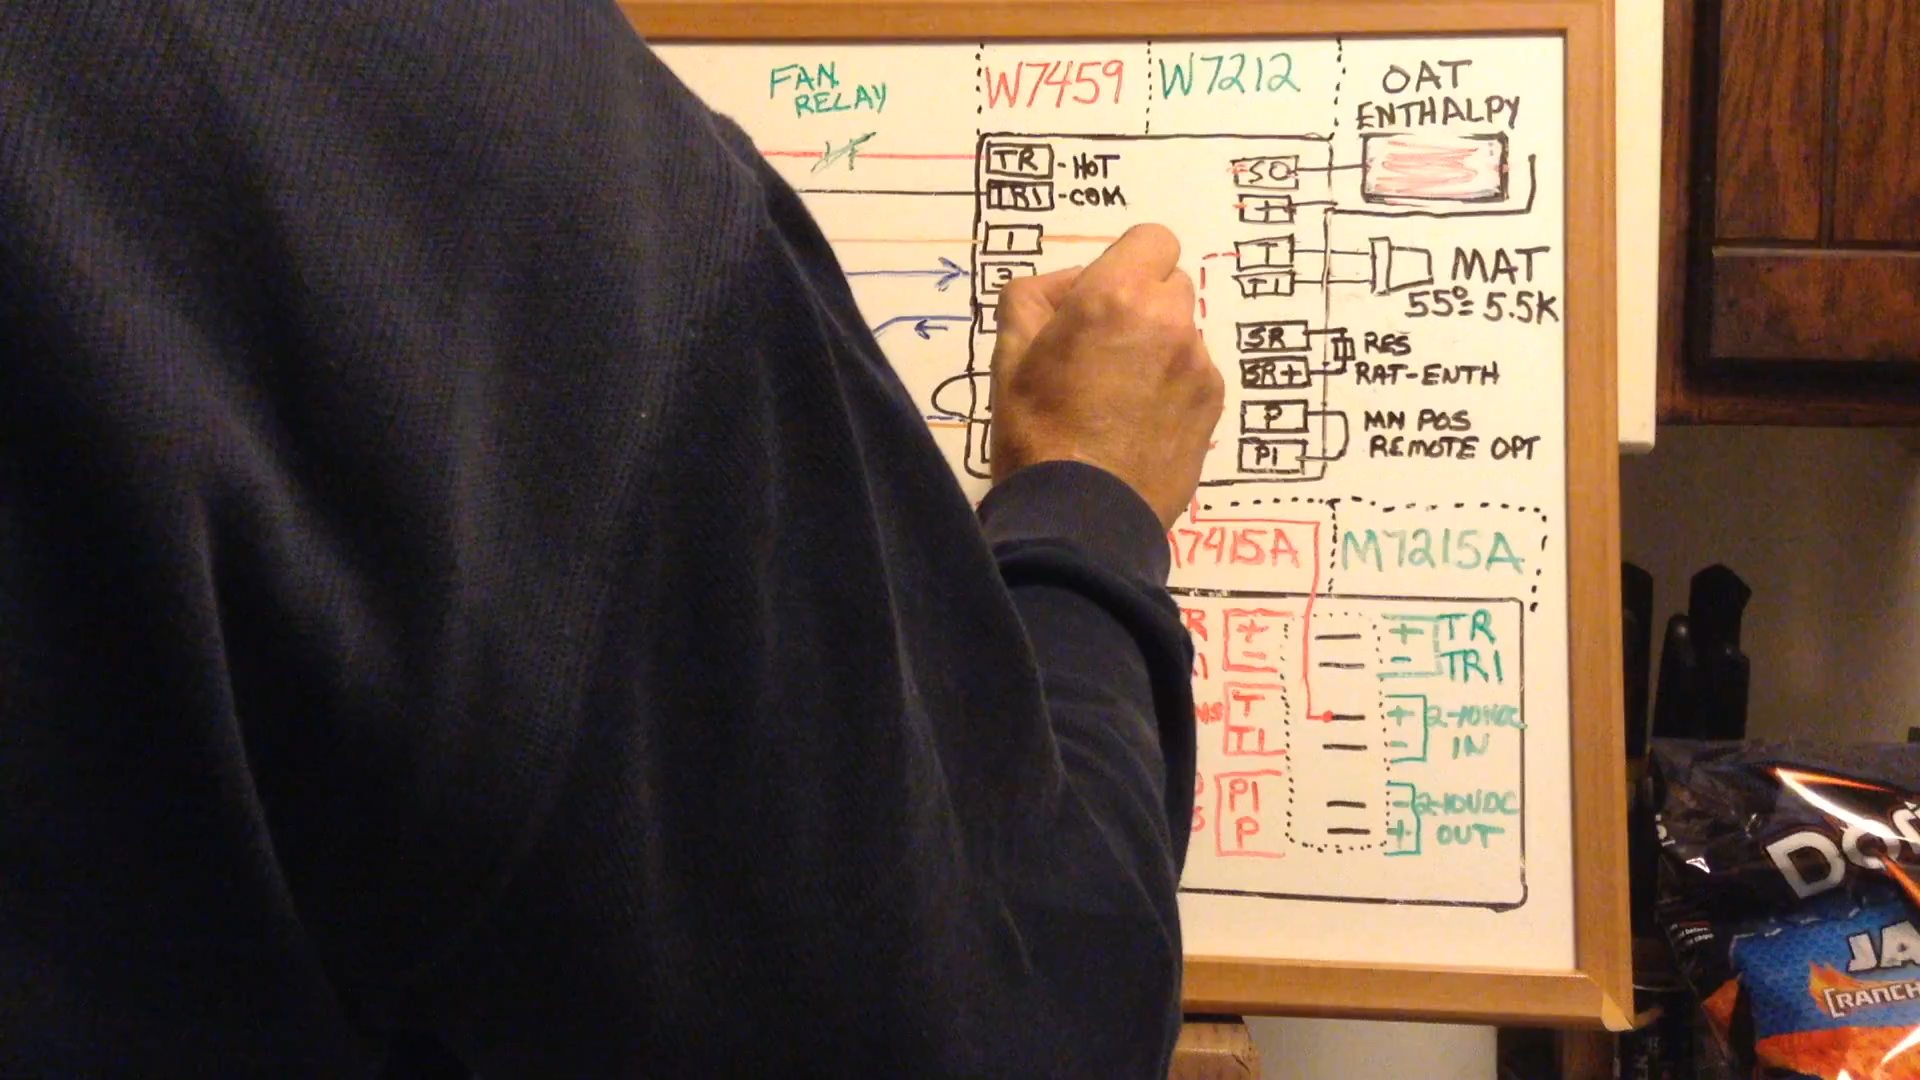 FAN
RELAY
W7459
W7212
OAT
ENTHALPY
TR -HOT
TR1 -COM
1
3
SO
+
T
T1
MAT
55°=5.5K
SR
SR+
RES
RAT-ENTH
P
P1
MN POS
REMOTE OPT
7415A
M7215A
+
-
T
T1
P1
P
+ TR
- TR1
+ 2-10VDC
- IN
- 2-10VDC
+ OUT
JA
RANCH